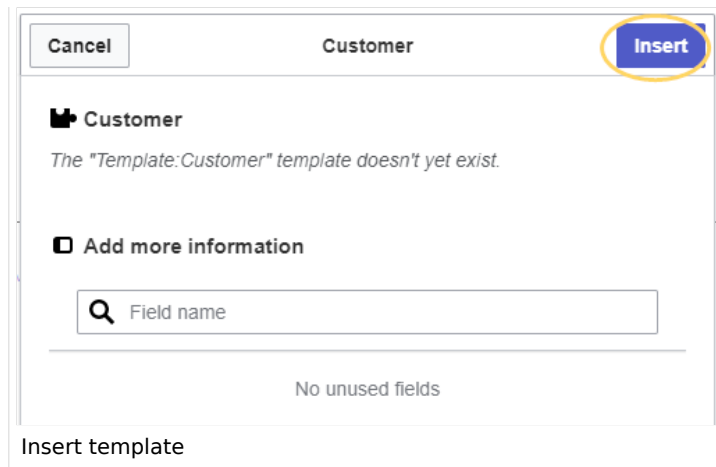 Cancel Customer Insert
Customer
The "Template:Customer" template doesn't yet exist.
Add more information
Field name
No unused fields
Insert template